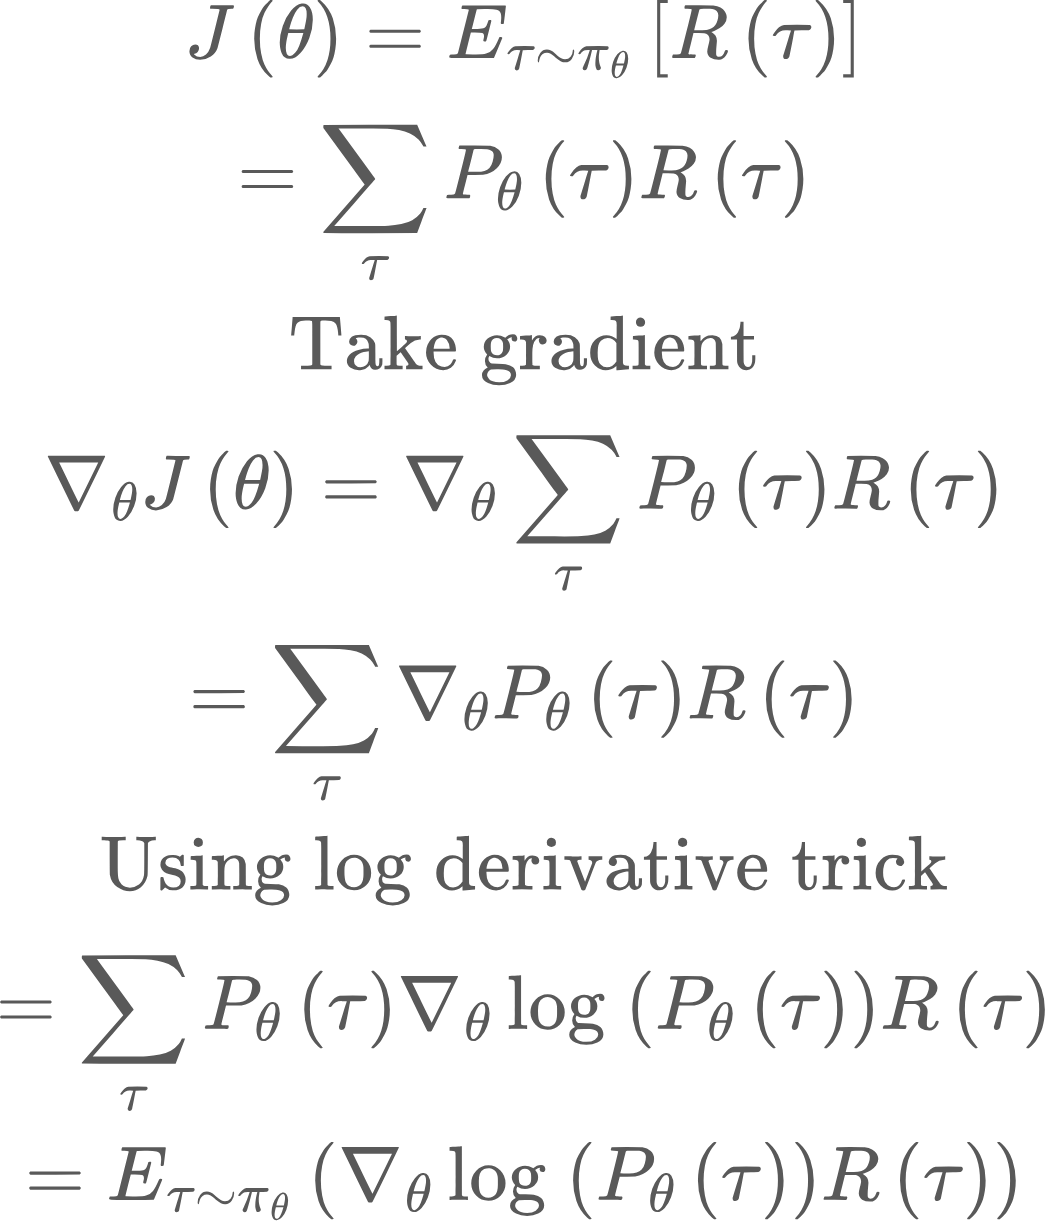 J(θ) = E_{τ∼π_θ}[R(τ)]
= ∑_τ P_θ(τ)R(τ)
Take gradient
∇_θJ(θ) = ∇_θ∑_τ P_θ(τ)R(τ)
= ∑_τ ∇_θP_θ(τ)R(τ)
Using log derivative trick
= ∑_τ P_θ(τ)∇_θ log (P_θ(τ))R(τ)
= E_{τ∼π_θ}(∇_θ log (P_θ(τ))R(τ))